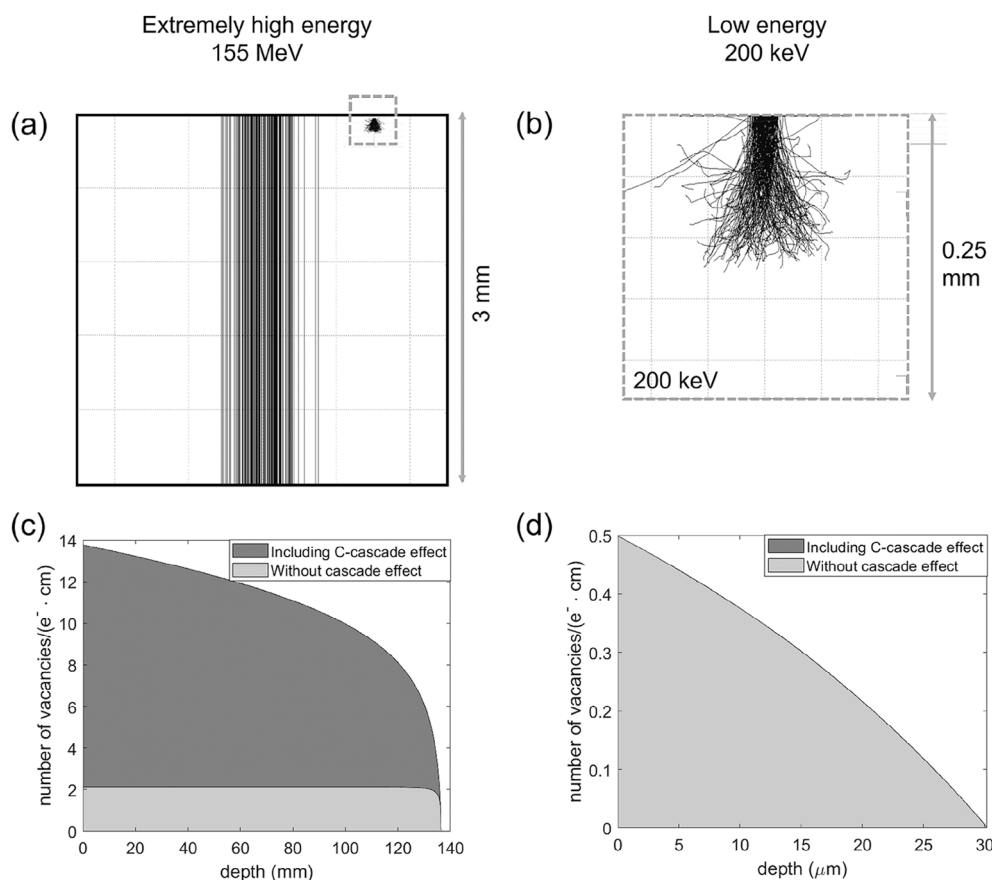 Extremely high energy
155 MeV
Low energy
200 keV
(a)
3 mm
(b)
200 keV
0.25
mm
(c)
number of vacancies/(e⁻ · cm)
14
12
10
8
6
4
2
0
Including C-cascade effect
Without cascade effect
0 20 40 60 80 100 120 140
depth (mm)
(d)
number of vacancies/(e⁻ · cm)
0.5
0.4
0.3
0.2
0.1
0
Including C-cascade effect
Without cascade effect
0 5 10 15 20 25 30
depth (μm)